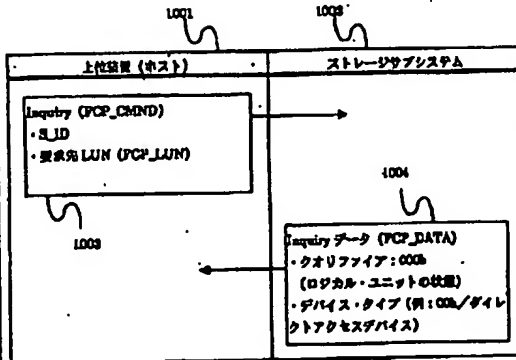 1001
1002
上位装置（ホスト）
ストレージサブシステム
Inquiry (FCP_CMND)
・S_ID
・要求先 LUN (FCP_LUN)
1003
1004
Inquiry データ (FCP_DATA)
・クオリファイア：000b
(ロジカル・ユニットの状態)
・デバイス・タイプ（例：00h/ダイレ
クトアクセスデバイス）